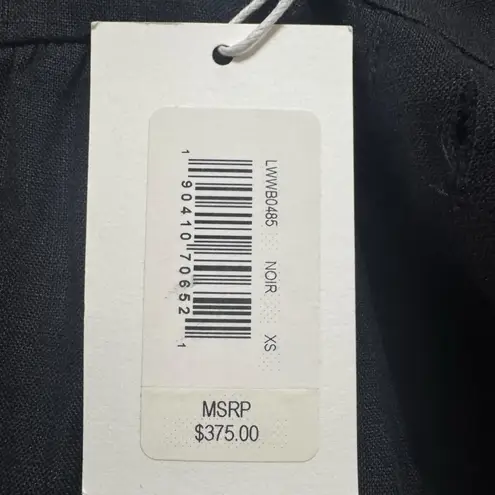 LWWB0485 NOIR XS
1 90410 70652 1
MSRP
$375.00